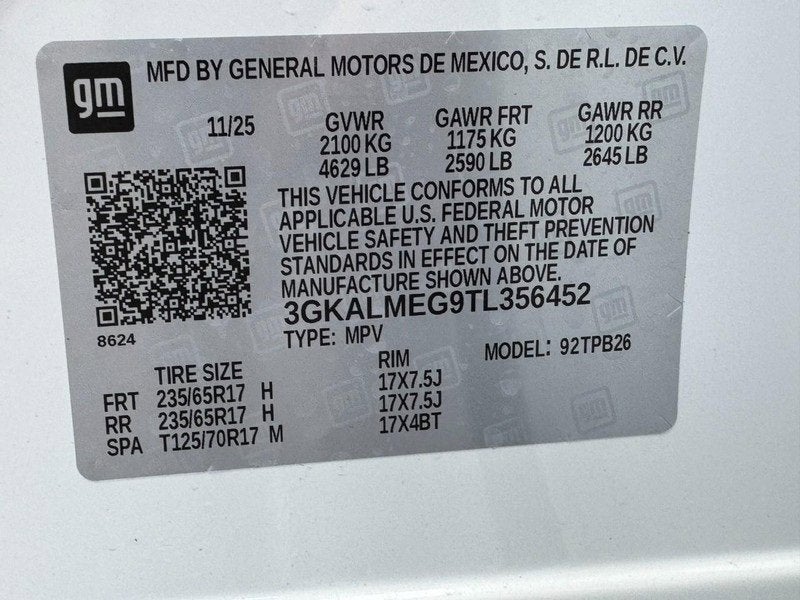 gm
MFD BY GENERAL MOTORS DE MEXICO, S. DE R.L. DE C.V.
11/25 GVWR GAWR FRT GAWR RR
2100 KG 1175 KG 1200 KG
4629 LB 2590 LB 2645 LB
THIS VEHICLE CONFORMS TO ALL
APPLICABLE U.S. FEDERAL MOTOR
VEHICLE SAFETY AND THEFT PREVENTION
STANDARDS IN EFFECT ON THE DATE OF
MANUFACTURE SHOWN ABOVE.
3GKALMEG9TL356452
8624
TYPE: MPV MODEL: 92TPB26
TIRE SIZE RIM
FRT 235/65R17 H 17X7.5J
RR 235/65R17 H 17X7.5J
SPA T125/70R17 M 17X4BT